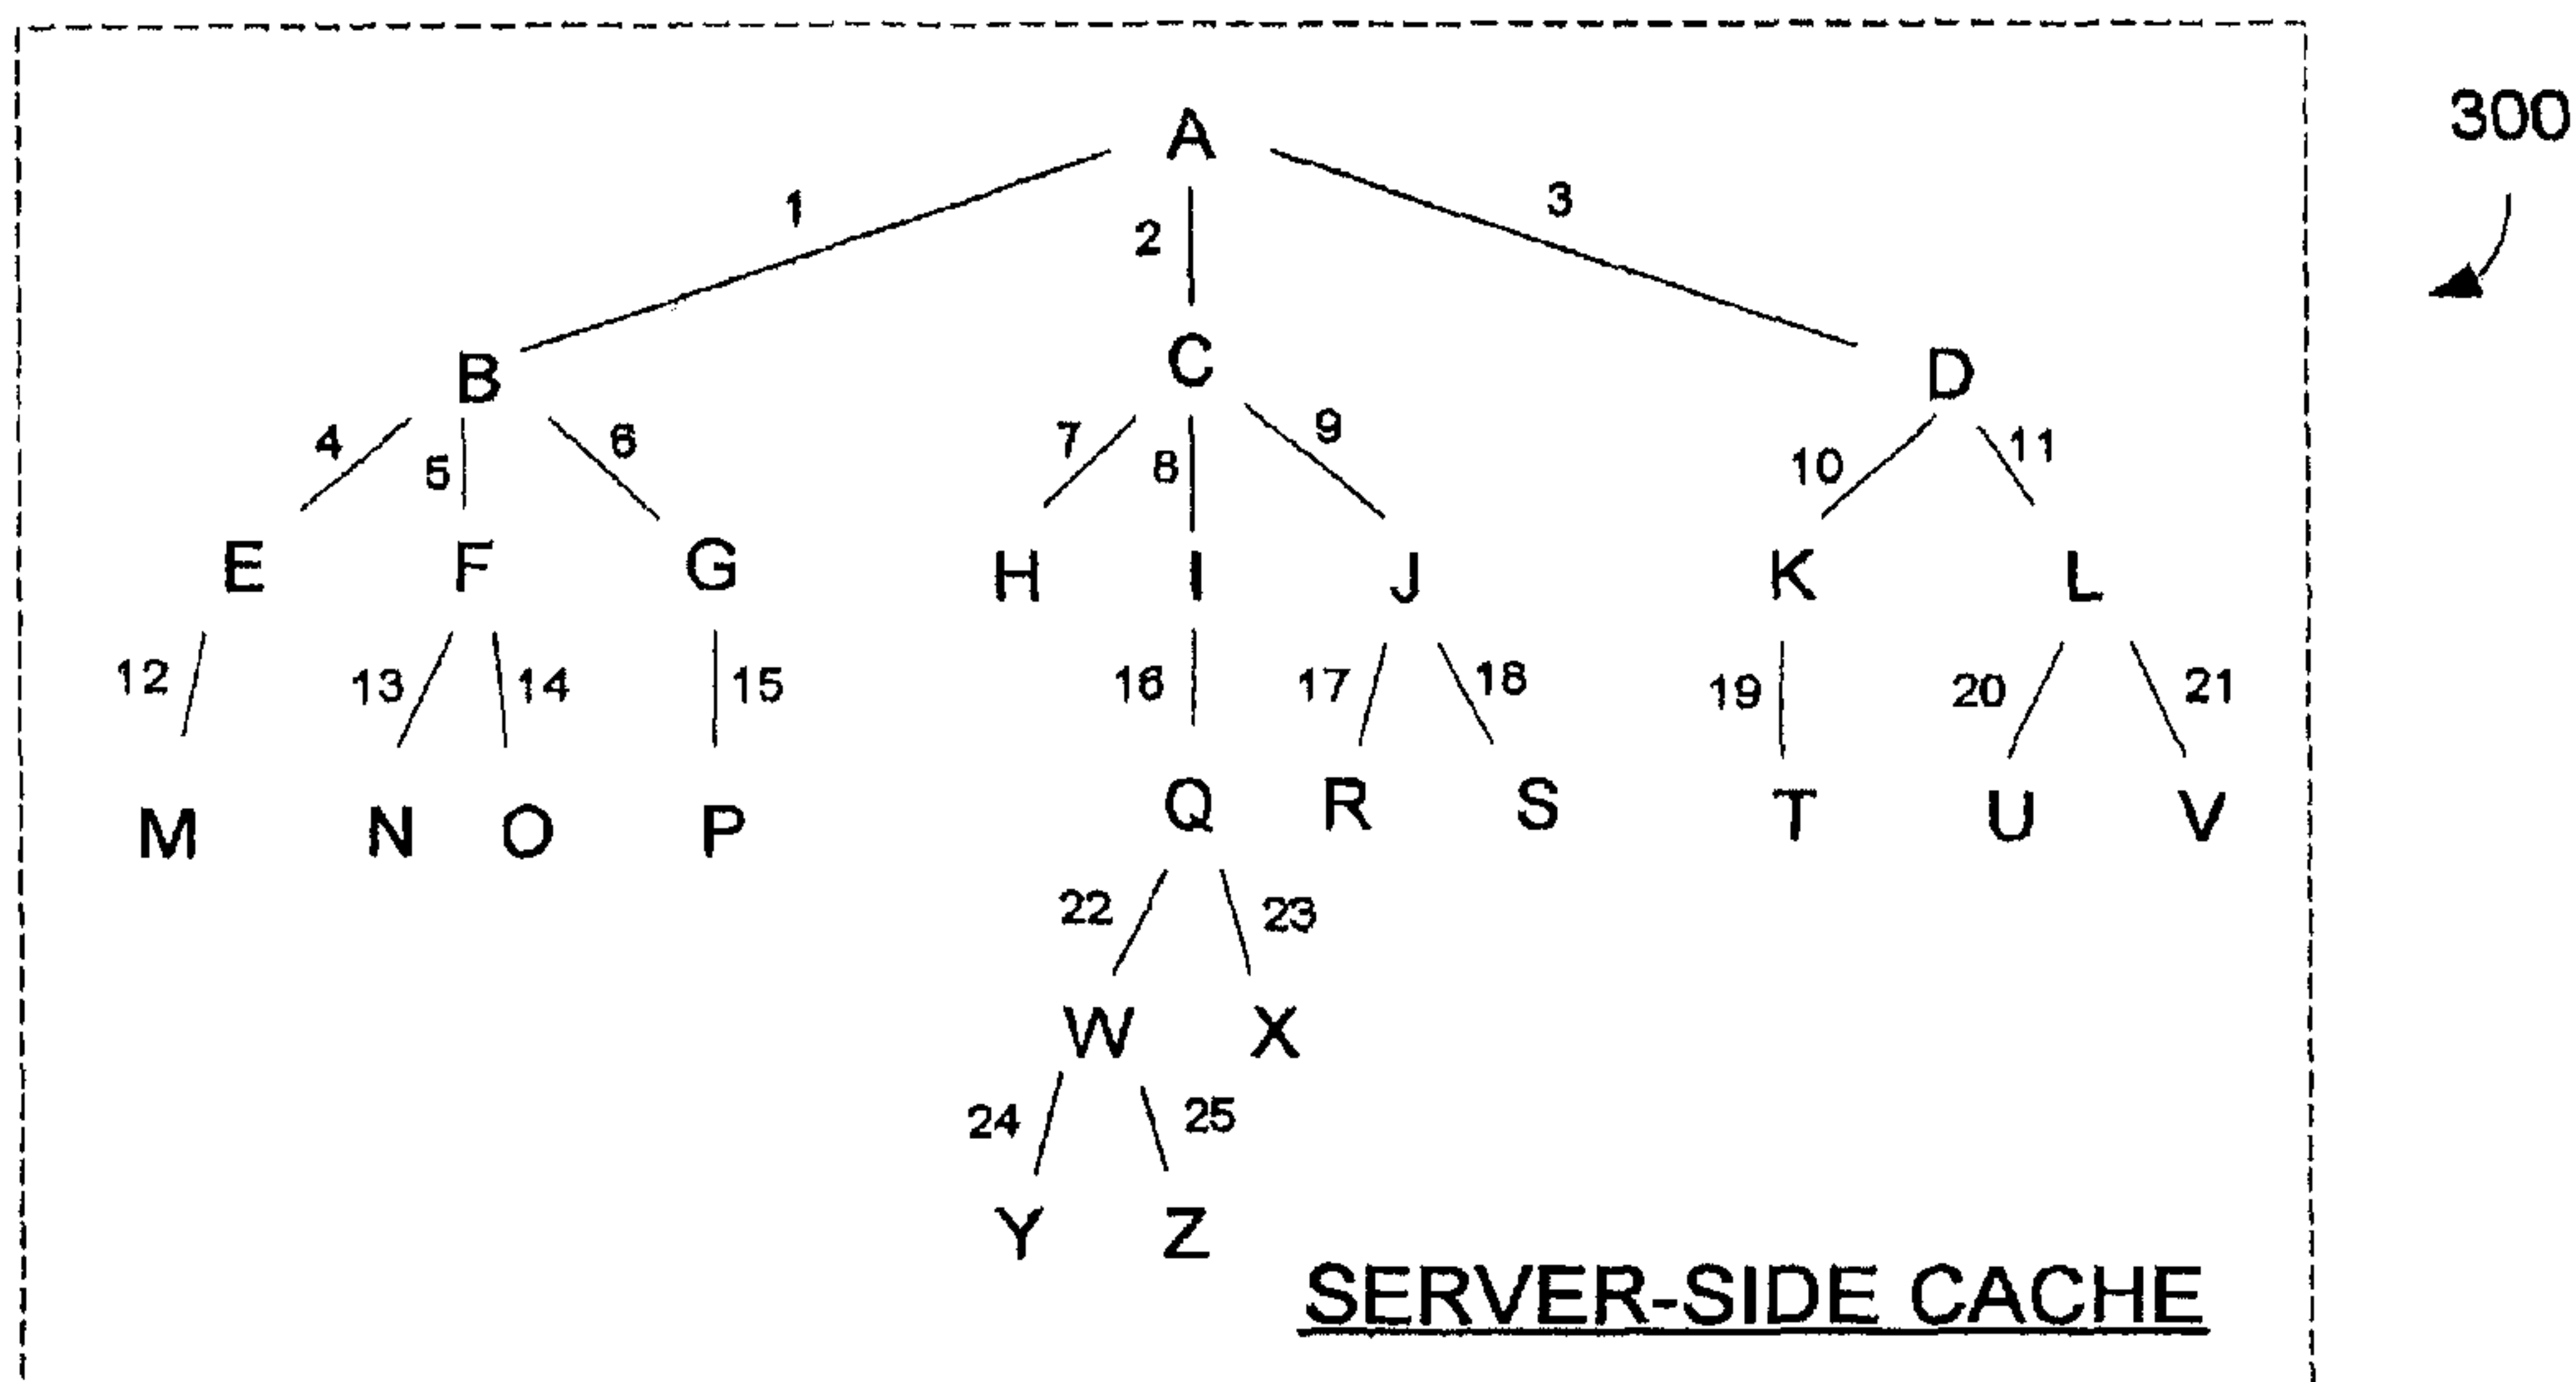 300
A
1 2 3
B C D
4 5 6 7 8 9 10 11
E F G H I J K L
12 13 14 15 16 17 18 19 20 21
M N O P Q R S T U V
22 23
W X
24 25
Y Z
SERVER-SIDE CACHE